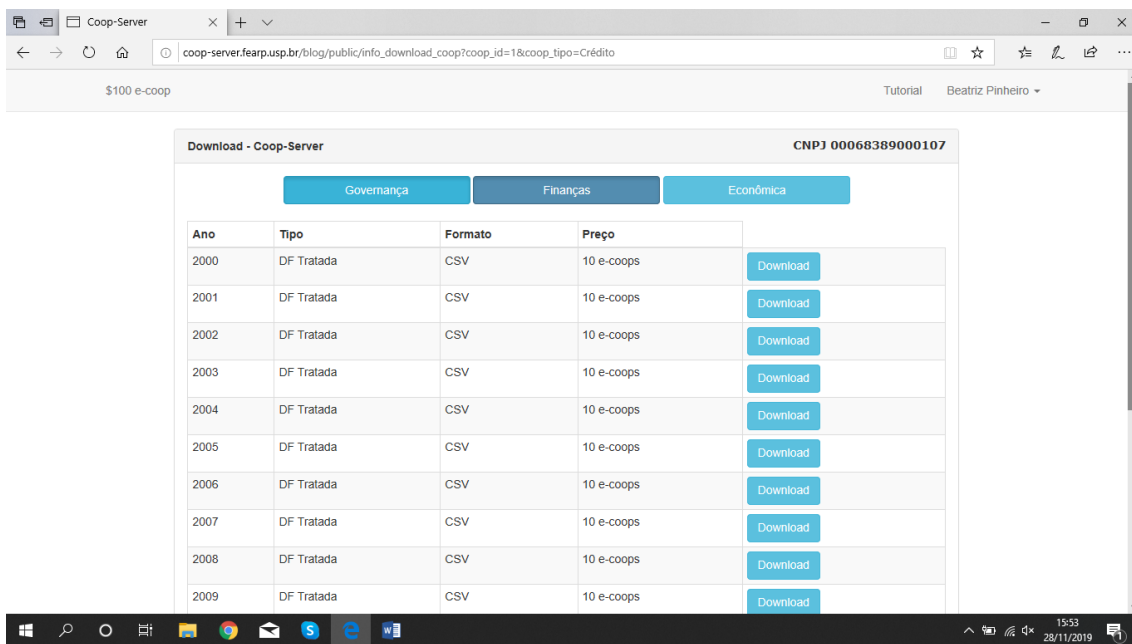 Coop-Server
coop-server.fearp.usp.br/blog/public/info_download_coop?coop_id=1&coop_tipo=Crédito
$100 e-coop Tutorial Beatriz Pinheiro
Download - Coop-Server CNPJ 00068389000107
Governança Finanças Econômica
Ano Tipo Formato Preço
2000 DF Tratada CSV 10 e-coops Download
2001 DF Tratada CSV 10 e-coops Download
2002 DF Tratada CSV 10 e-coops Download
2003 DF Tratada CSV 10 e-coops Download
2004 DF Tratada CSV 10 e-coops Download
2005 DF Tratada CSV 10 e-coops Download
2006 DF Tratada CSV 10 e-coops Download
2007 DF Tratada CSV 10 e-coops Download
2008 DF Tratada CSV 10 e-coops Download
2009 DF Tratada CSV 10 e-coops Download
15:53
28/11/2019